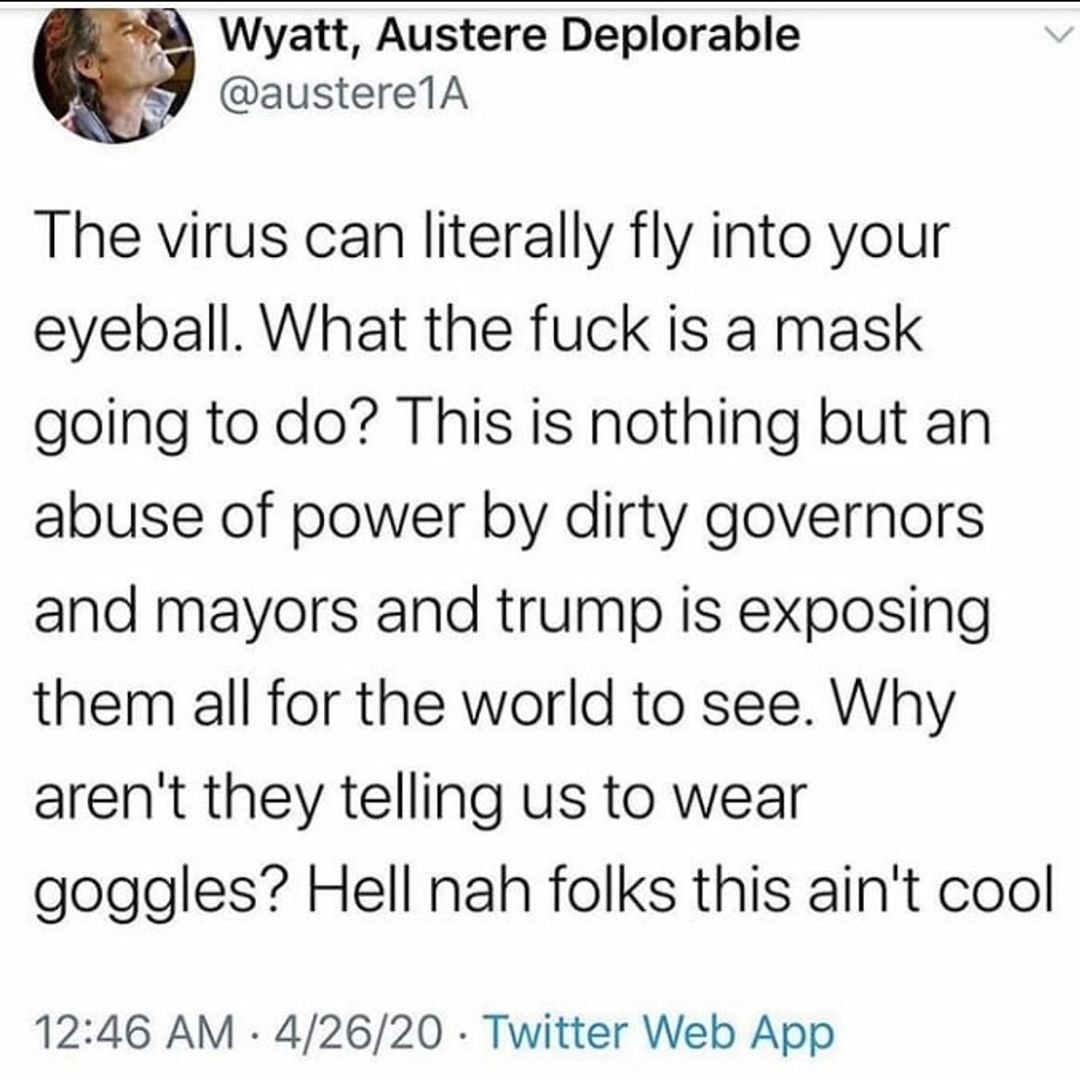 Wyatt, Austere Deplorable
@austere1A
The virus can literally fly into your
eyeball. What the fuck is a mask
going to do? This is nothing but an
abuse of power by dirty governors
and mayors and trump is exposing
them all for the world to see. Why
aren't they telling us to wear
goggles? Hell nah folks this ain't cool
12:46 AM · 4/26/20 · Twitter Web App